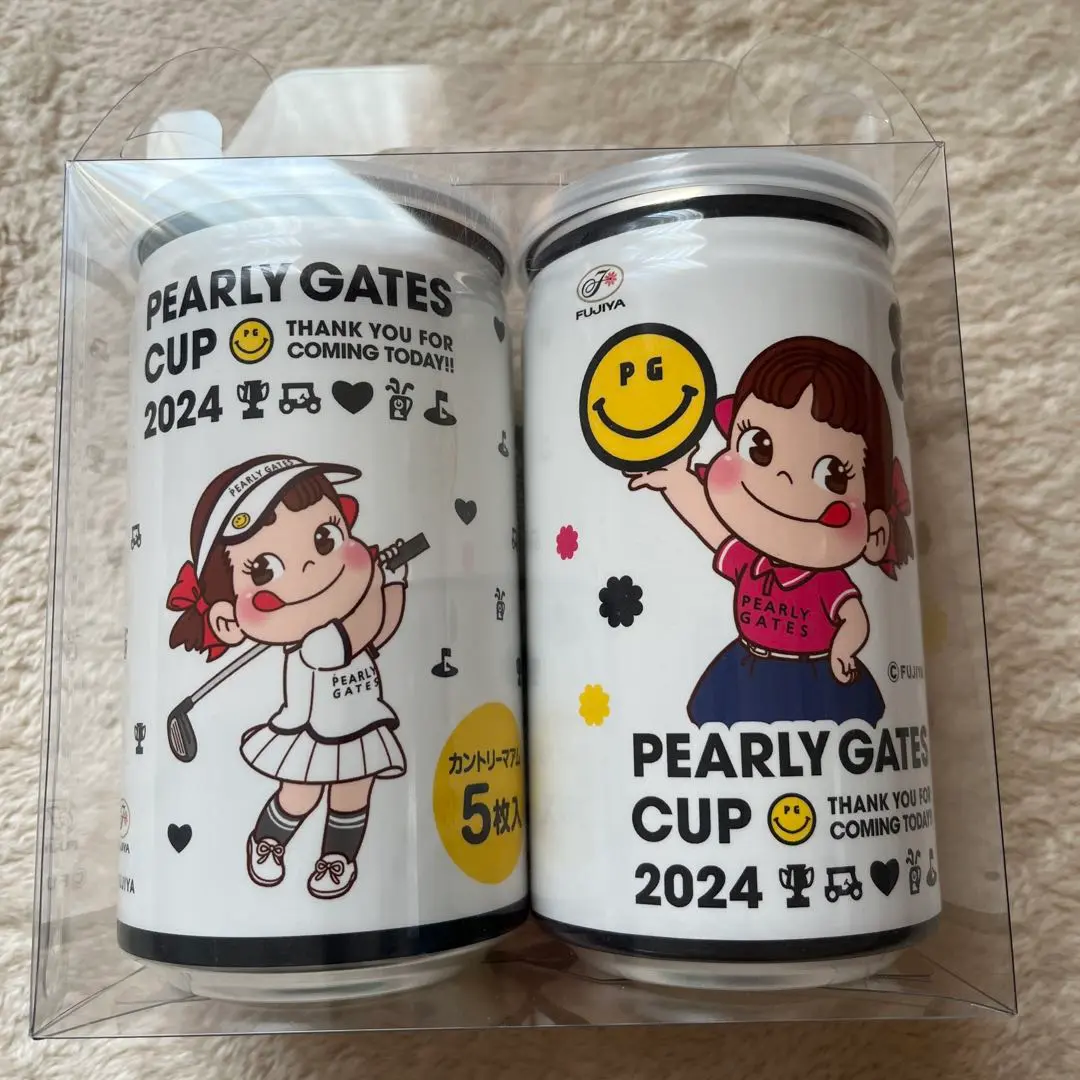 PEARLY GATES
CUP PG THANK YOU FOR
COMING TODAY!!
2024
PEARLY GATES
PEARLY
GATES
カントリーマアム
5枚入
FUJIYA
PG
PEARLY
GATES
©FUJIYA
PEARLY GATES
CUP PG THANK YOU FOR
COMING TODAY
2024